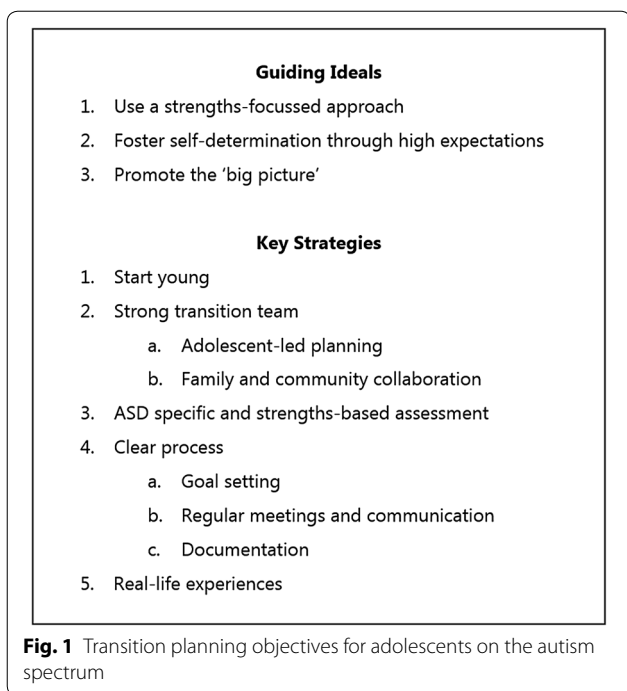 Guiding Ideals
1. Use a strengths-focussed approach
2. Foster self-determination through high expectations
3. Promote the 'big picture'
Key Strategies
1. Start young
2. Strong transition team
a. Adolescent-led planning
b. Family and community collaboration
3. ASD specific and strengths-based assessment
4. Clear process
a. Goal setting
b. Regular meetings and communication
c. Documentation
5. Real-life experiences
Fig. 1 Transition planning objectives for adolescents on the autism
spectrum